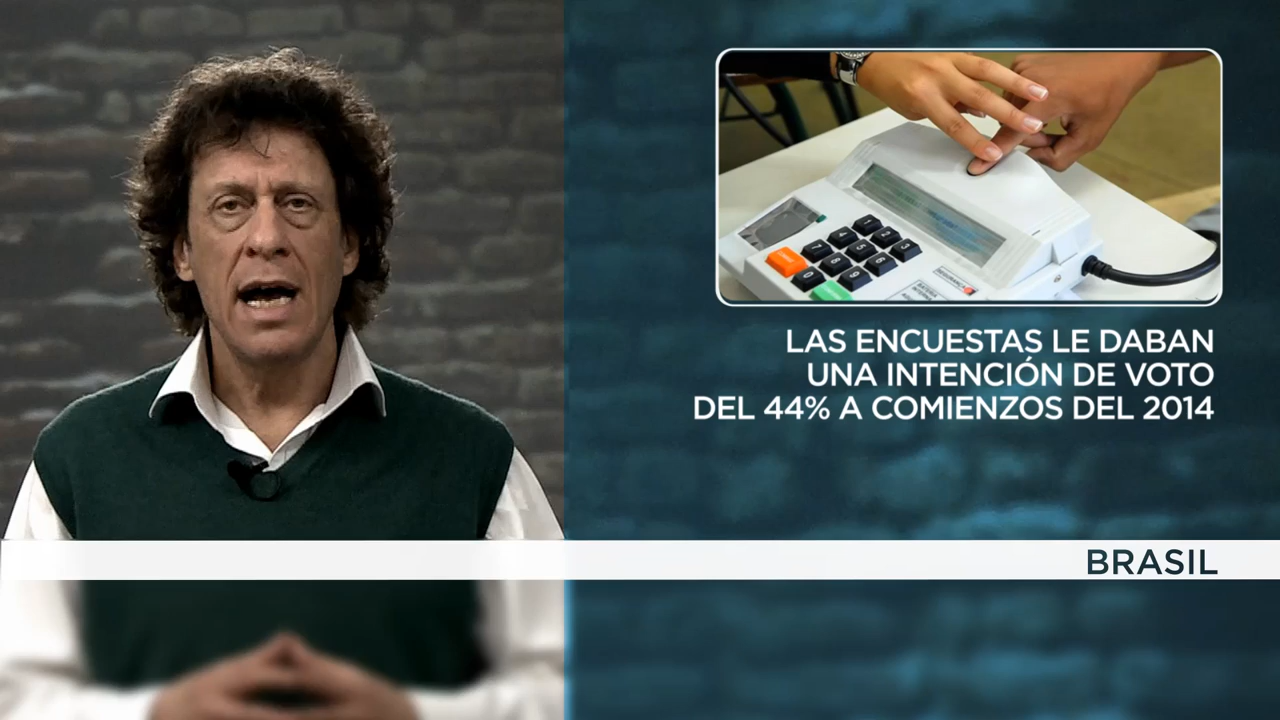 LAS ENCUESTAS LE DABAN
UNA INTENCIÓN DE VOTO
DEL 44% A COMIENZOS DEL 2014
BRASIL